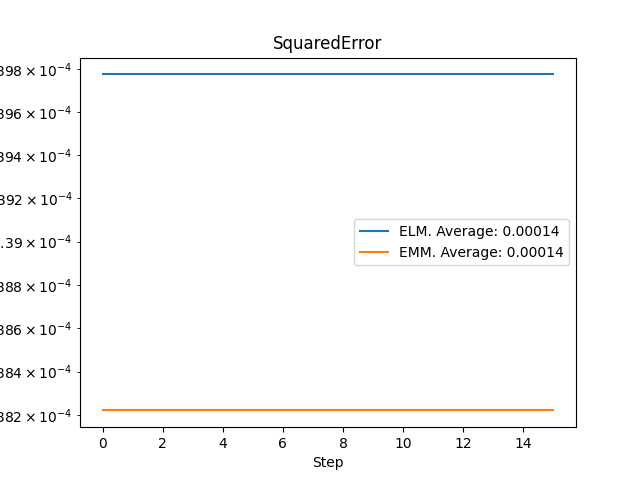 SquaredError
398 × 10⁻⁴
396 × 10⁻⁴
394 × 10⁻⁴
392 × 10⁻⁴
.39 × 10⁻⁴
388 × 10⁻⁴
386 × 10⁻⁴
384 × 10⁻⁴
382 × 10⁻⁴
ELM. Average: 0.00014
EMM. Average: 0.00014
0 2 4 6 8 10 12 14
Step